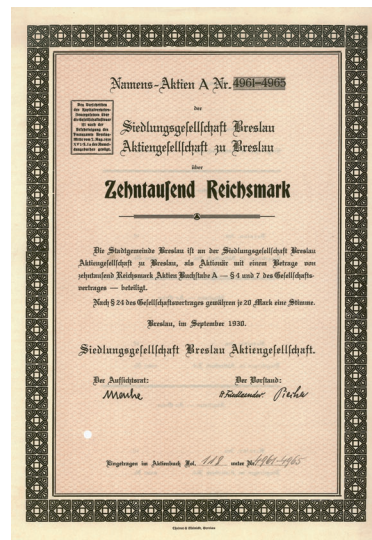 Namens-Aktien A Nr. 4961–4965
der
Siedlungsgesellschaft Breslau
Aktiengesellschaft zu Breslau
über
Zehntausend Reichsmark
Die Stadtgemeinde Breslau ist an der Siedlungsgesellschaft Breslau
Aktiengesellschaft zu Breslau, als Aktionär mit einem Betrage von
zehntausend Reichsmark Aktien Buchstabe A — § 4 und 7 des Gesellschafts-
vertrages — beteiligt.
Nach § 24 des Gesellschaftsvertrages gewähren je 20 Mark eine Stimme.
Breslau, im September 1930.
Siedlungsgesellschaft Breslau Aktiengesellschaft.
Der Aufsichtsrat:
Der Vorstand:
Eingetragen im Aktienbuch Fol. 118 unter Nr. 4961-4965